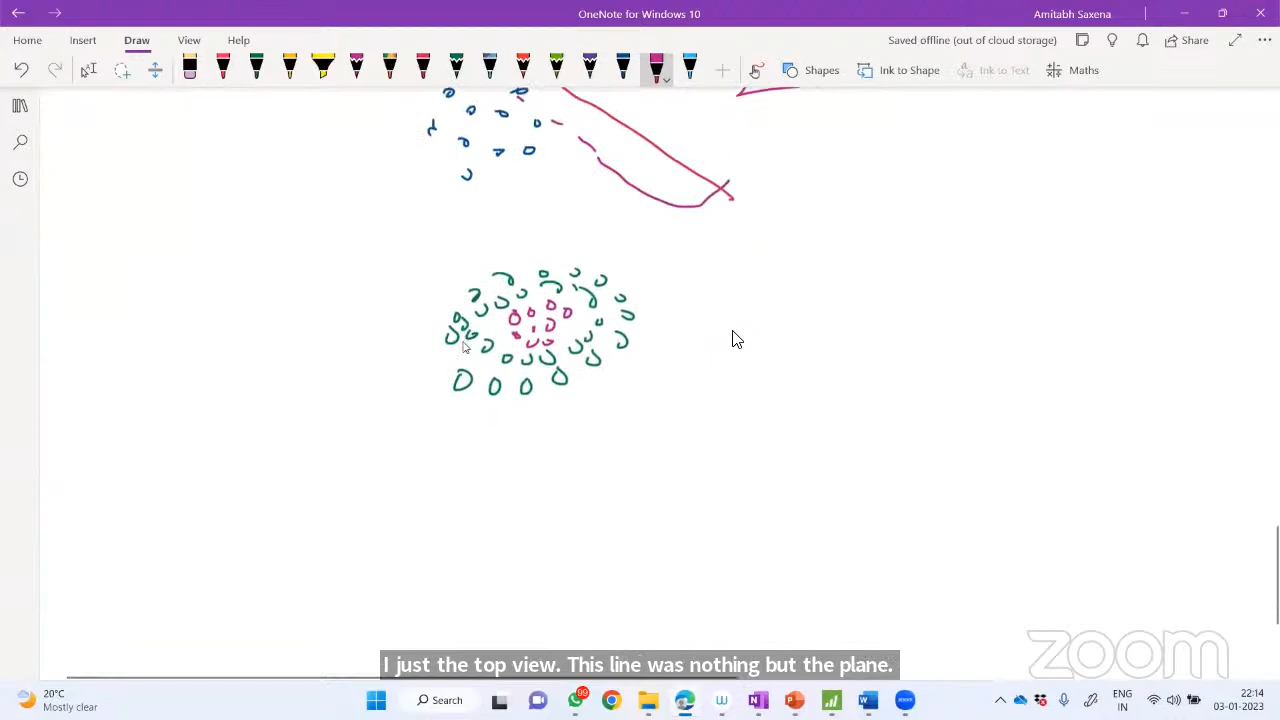 OneNote for Windows 10
Amitabh Saxena
Home Insert Draw View Help
Saved offline (out of cloud storage)
Share
Shapes
Ink to Shape
Ink to Text
Maths
zoom
I just the top view. This line was nothing but the plane.
20°C
Mostly clear
Search
99
ENG
IN
22:14
03-01-2023